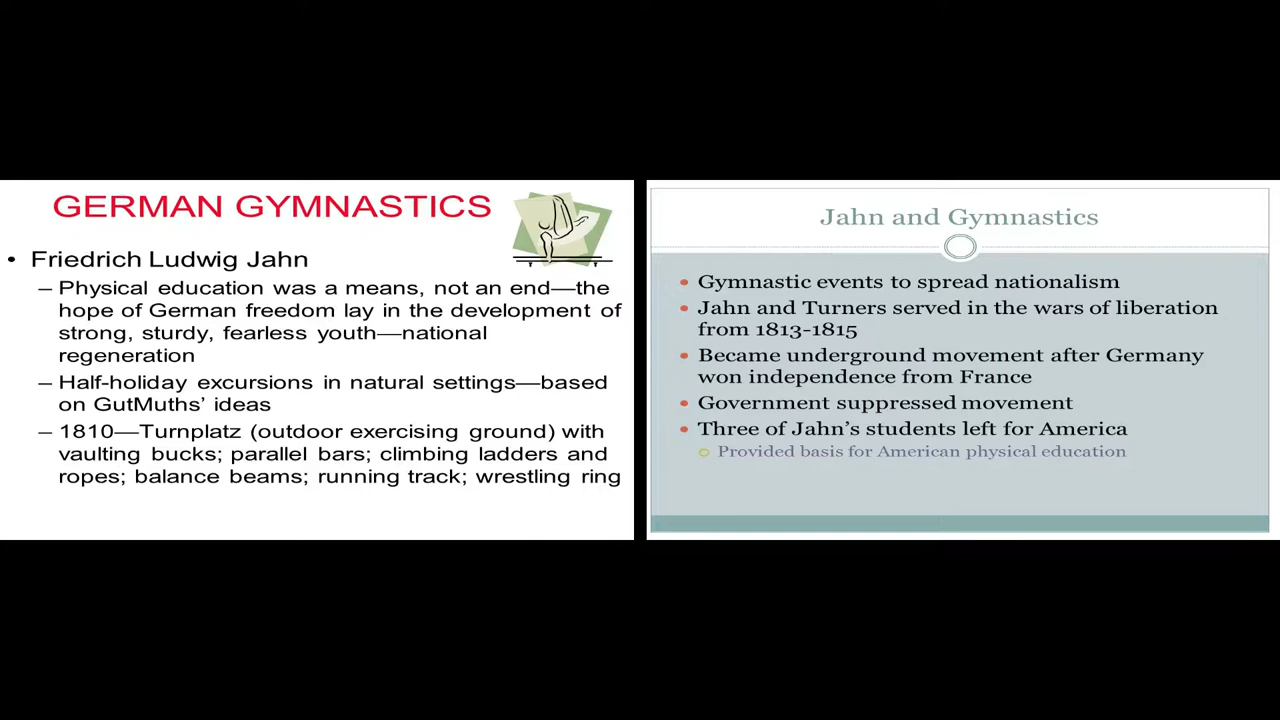 GERMAN GYMNASTICS
• Friedrich Ludwig Jahn
– Physical education was a means, not an end—the
hope of German freedom lay in the development of
strong, sturdy, fearless youth—national
regeneration
– Half-holiday excursions in natural settings—based
on GutMuths' ideas
– 1810—Turnplatz (outdoor exercising ground) with
vaulting bucks; parallel bars; climbing ladders and
ropes; balance beams; running track; wrestling ring
Jahn and Gymnastics
• Gymnastic events to spread nationalism
• Jahn and Turners served in the wars of liberation
from 1813-1815
• Became underground movement after Germany
won independence from France
• Government suppressed movement
• Three of Jahn's students left for America
○ Provided basis for American physical education